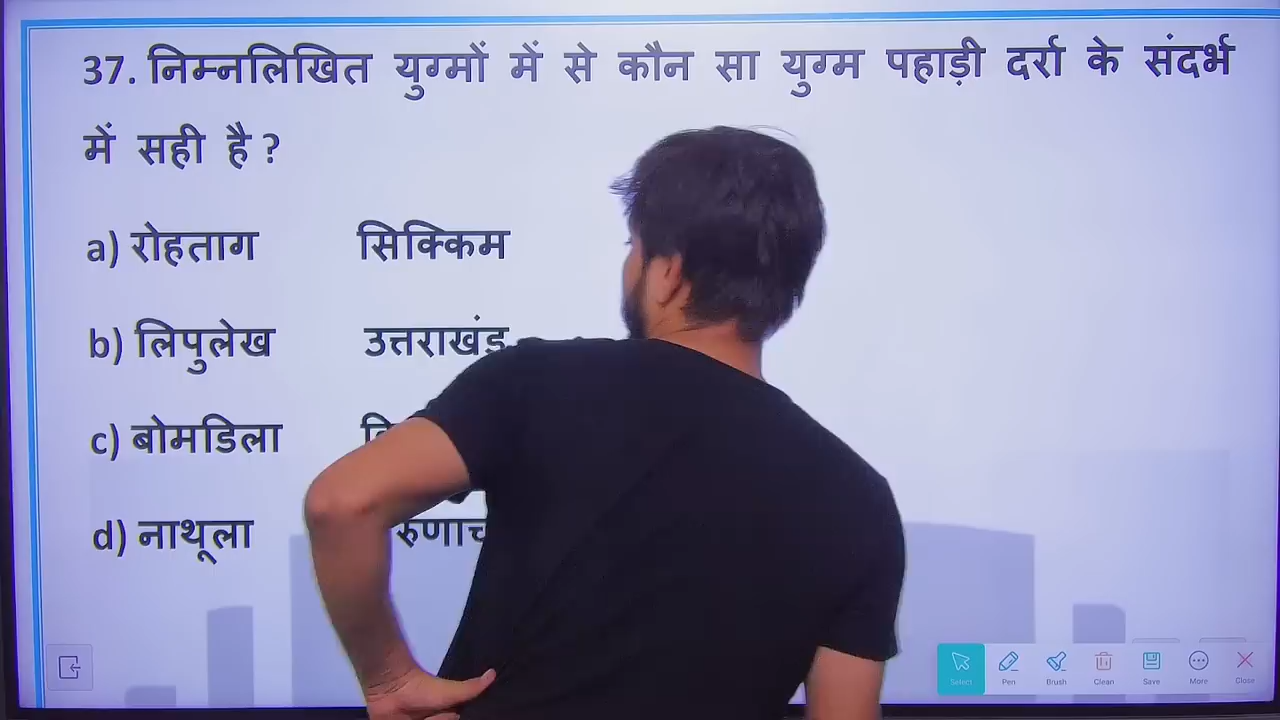 37. निम्नलिखित युग्मों में से कौन सा युग्म पहाड़ी दर्रा के संदर्भ
में सही है ?
a) रोहताग सिक्किम
b) लिपुलेख उत्तराखंड
c) बोमडिला
d) नाथूला
Select Pen Brush Clean Save More Close